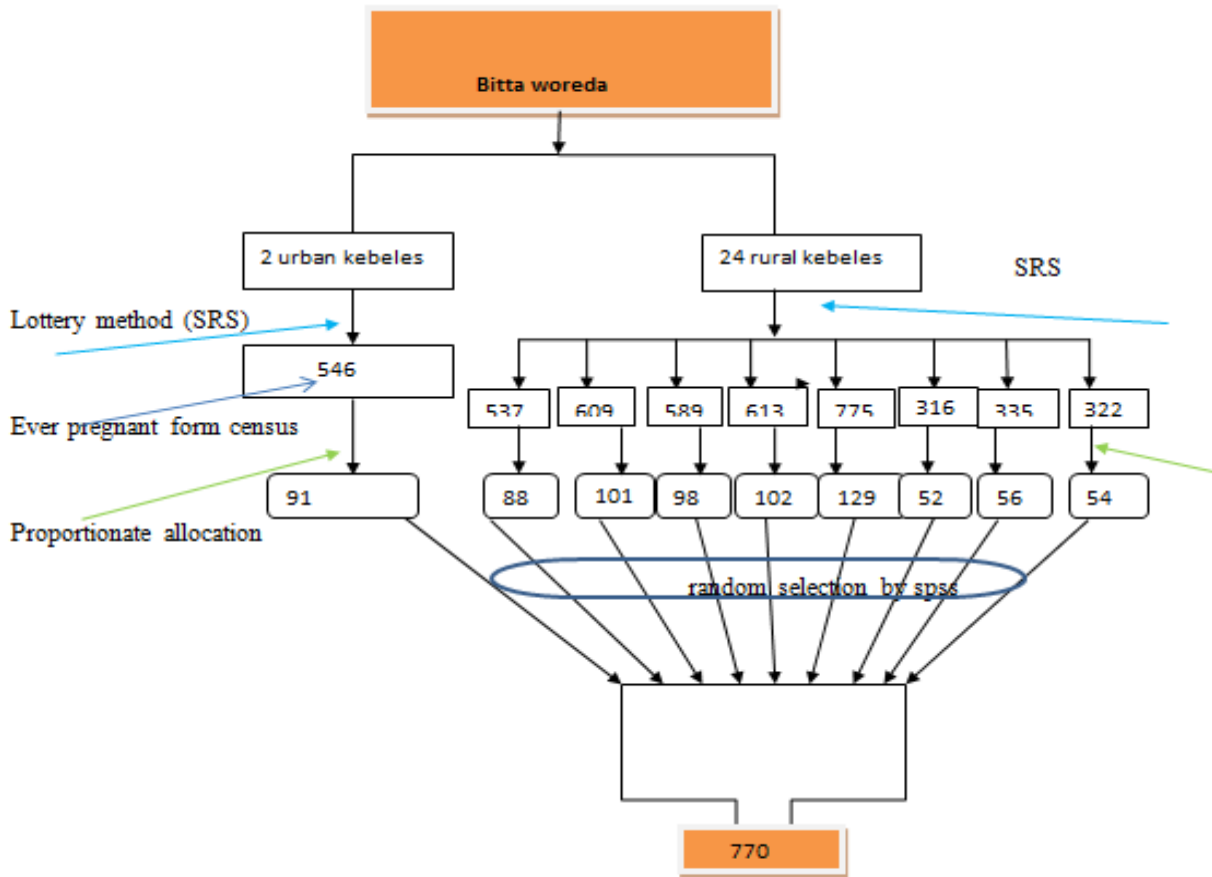 Bitta woreda
2 urban kebeles
24 rural kebeles
SRS
Lottery method (SRS)
546
537 609 589 613 775 316 335 322
Ever pregnant form census
91 88 101 98 102 129 52 56 54
Proportionate allocation
random selection by spss
770